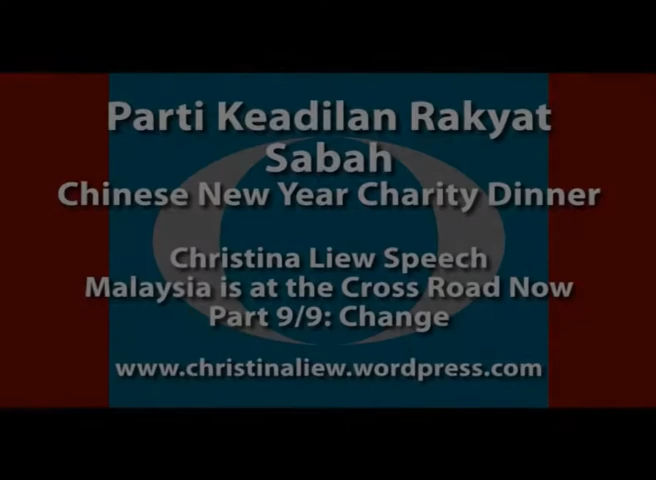 Parti Keadilan Rakyat
Sabah
Chinese New Year Charity Dinner
Christina Liew Speech
Malaysia is at the Cross Road Now
Part 9/9: Change
www.christinaliew.wordpress.com